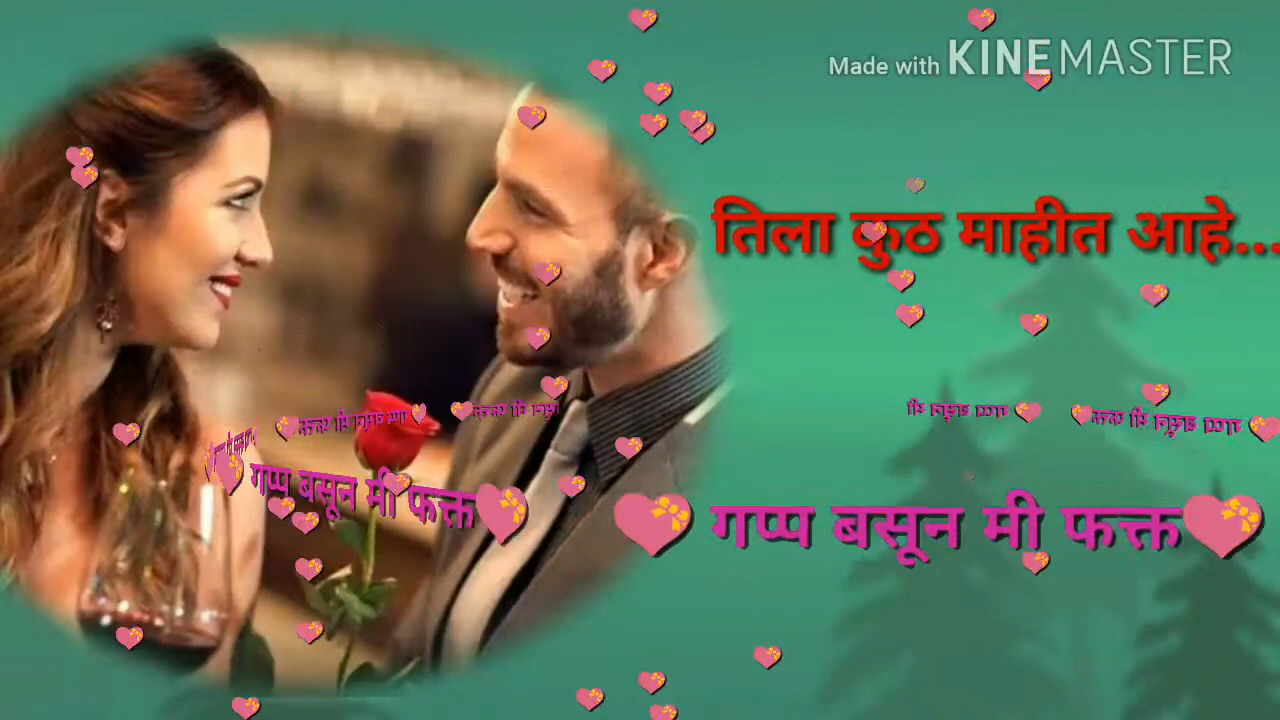 Made with KINEMASTER
तिला कुठ माहीत आहे...
गप्प बसून मी फक्त
गप्प बसून मी फक्त